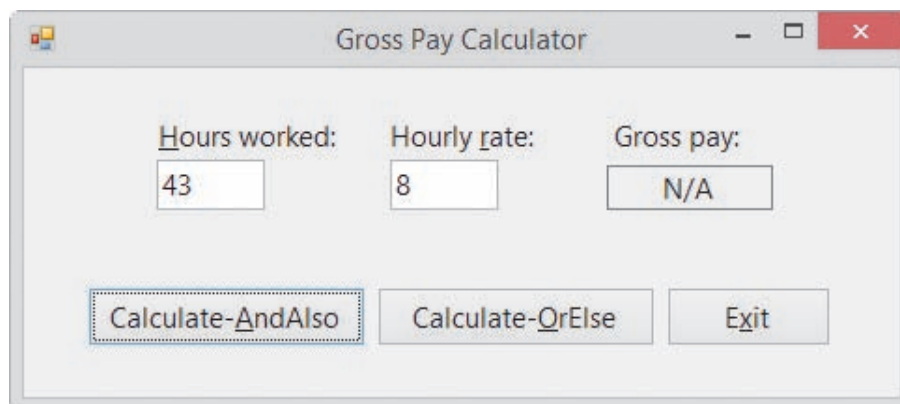 Gross Pay Calculator
Hours worked: Hourly rate: Gross pay:
43 8 N/A
Calculate-AndAlso Calculate-OrElse Exit